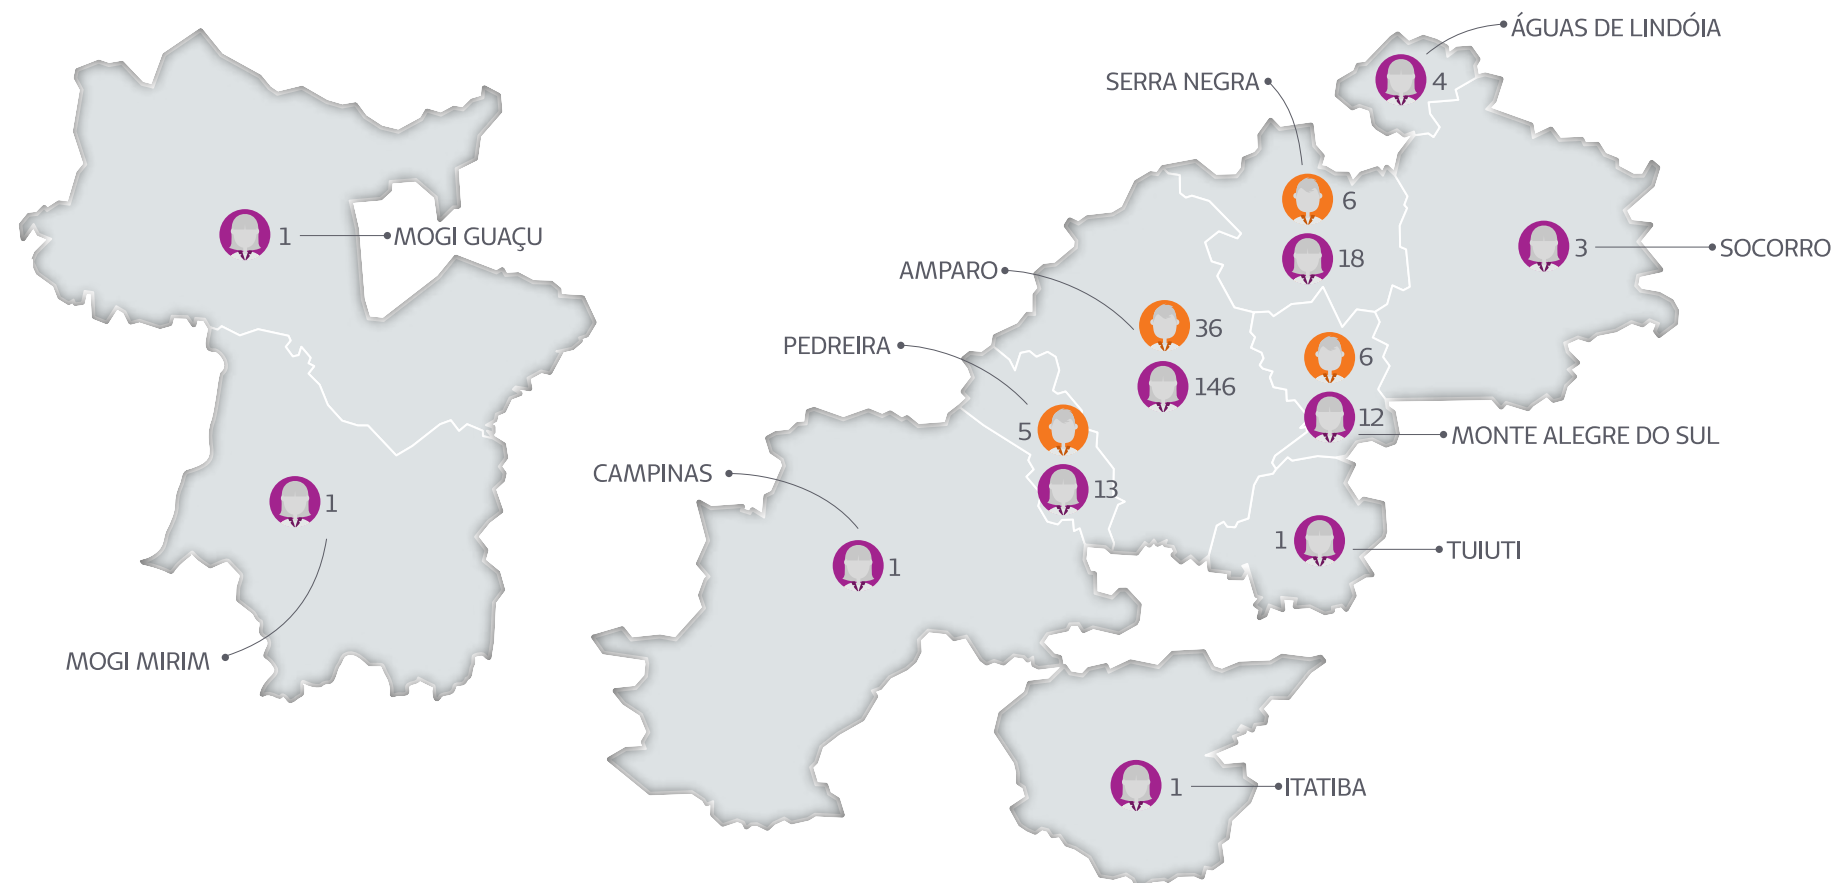 ÁGUAS DE LINDÓIA
4
SERRA NEGRA
6
18
MOGI GUAÇU
1
SOCORRO
3
AMPARO
36
146
PEDREIRA
5
13
6
12
MONTE ALEGRE DO SUL
CAMPINAS
1
1
MOGI MIRIM
1
TUIUTI
1
ITATIBA